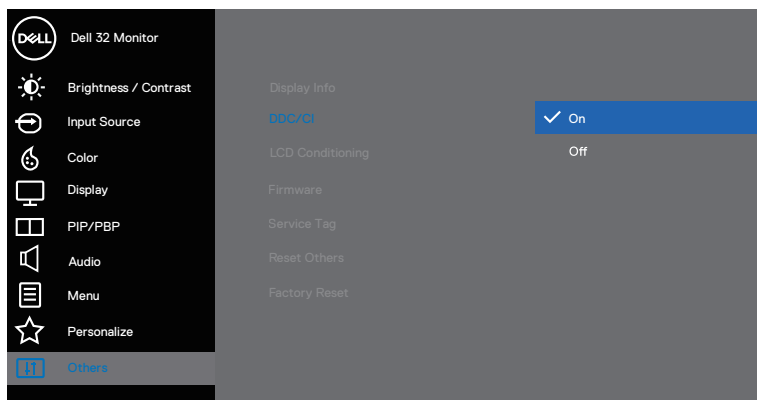 DELL
Dell 32 Monitor
Brightness / Contrast
Input Source
Color
Display
PIP/PBP
Audio
Menu
Personalize
Others
Display Info
DDC/CI
LCD Conditioning
Firmware
Service Tag
Reset Others
Factory Reset
On
Off